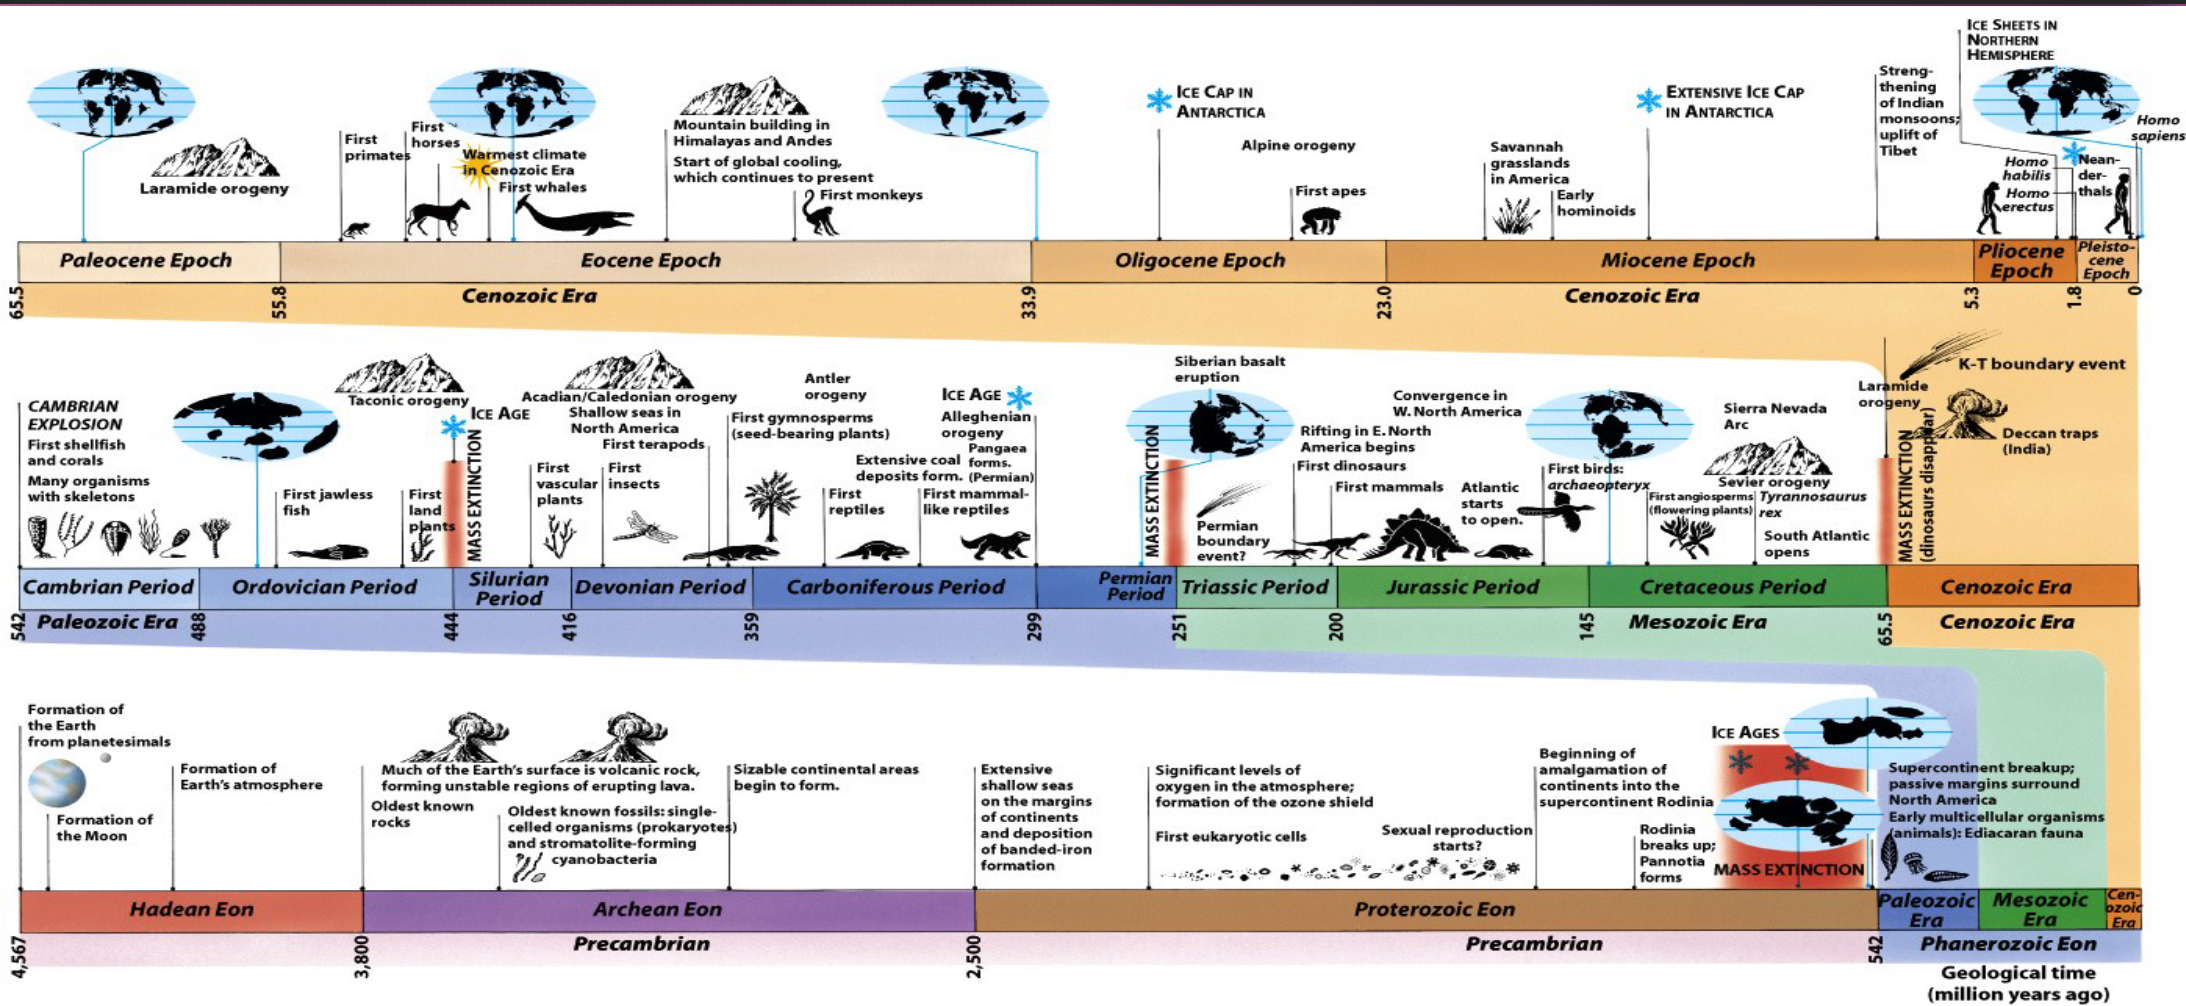 ICE SHEETS IN
NORTHERN
HEMISPHERE
Streng-
thening
of Indian
monsoons;
uplift of
Tibet
ICE CAP IN
ANTARCTICA
EXTENSIVE ICE CAP
IN ANTARCTICA
Homo
sapiens
First
primates
First
horses
Mountain building in
Himalayas and Andes
Start of global cooling,
which continues to present
Warmest climate
in Cenozoic Era
First whales
First monkeys
Laramide orogeny
Alpine orogeny
First apes
Savannah
grasslands
in America
Early
hominoids
Homo
habilis
Homo
erectus
Nean-
der-
thals
Paleocene Epoch
Eocene Epoch
Oligocene Epoch
Miocene Epoch
Pliocene
Epoch
Pleisto-
cene
Epoch
65.5
55.8
Cenozoic Era
33.9
23.0
Cenozoic Era
5.3
1.8
0
CAMBRIAN
EXPLOSION
First shellfish
and corals
Many organisms
with skeletons
Taconic orogeny
ICE AGE
MASS EXTINCTION
First jawless
fish
First
land
plants
Acadian/Caledonian orogeny
Shallow seas in
North America
First terapods
First
vascular
plants
First
insects
Antler
orogeny
First gymnosperms
(seed-bearing plants)
ICE AGE
Alleghenian
orogeny
Pangaea
forms.
(Permian)
Extensive coal
deposits form.
First
reptiles
First mammal-
like reptiles
Siberian basalt
eruption
MASS EXTINCTION
Permian
boundary
event?
Rifting in E. North
America begins
First dinosaurs
First mammals
Convergence in
W. North America
Atlantic
starts
to open.
First birds:
archaeopteryx
First angiosperms
(flowering plants)
Sierra Nevada
Arc
Sevier orogeny
Tyrannosaurus
rex
South Atlantic
opens
Laramide
orogeny
K-T boundary event
Deccan traps
(India)
MASS EXTINCTION
(dinosaurs disappear)
Cambrian Period
Ordovician Period
Silurian
Period
Devonian Period
Carboniferous Period
Permian
Period
Triassic Period
Jurassic Period
Cretaceous Period
Cenozoic Era
542
Paleozoic Era
488
444
416
359
299
251
200
145
Mesozoic Era
65.5
Cenozoic Era
Formation of
the Earth
from planetesimals
Formation of
the Moon
Formation of
Earth's atmosphere
Much of the Earth's surface is volcanic rock,
forming unstable regions of erupting lava.
Oldest known
rocks
Oldest known fossils: single-
celled organisms (prokaryotes)
and stromatolite-forming
cyanobacteria
Sizable continental areas
begin to form.
Extensive
shallow seas
on the margins
of continents
and deposition
of banded-iron
formation
Significant levels of
oxygen in the atmosphere;
formation of the ozone shield
First eukaryotic cells
Sexual reproduction
starts?
Beginning of
amalgamation of
continents into the
supercontinent Rodinia
Rodinia
breaks up;
Pannotia
forms
ICE AGES
MASS EXTINCTION
Supercontinent breakup;
passive margins surround
North America
Early multicellular organisms
(animals): Ediacaran fauna
Hadean Eon
Archean Eon
Proterozoic Eon
Paleozoic
Era
Mesozoic
Era
Cen-
ozoic
Era
4,567
3,800
Precambrian
2,500
Precambrian
542
Phanerozoic Eon
Geological time
(million years ago)